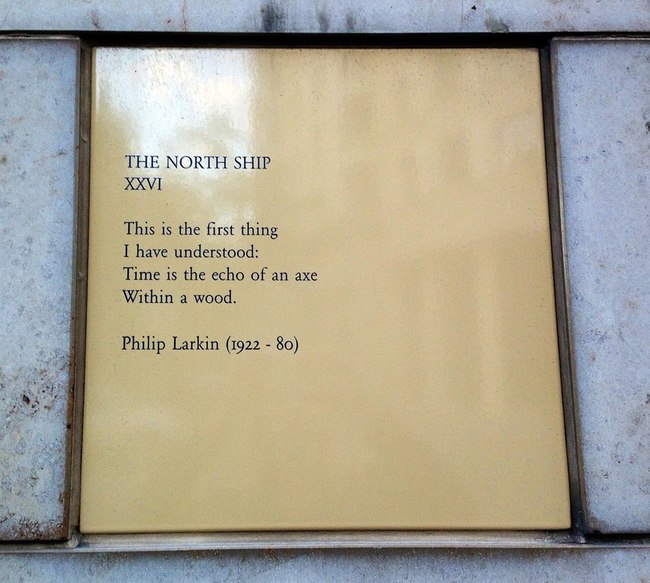 THE NORTH SHIP
XXVI
This is the first thing
I have understood:
Time is the echo of an axe
Within a wood.
Philip Larkin (1922 - 80)